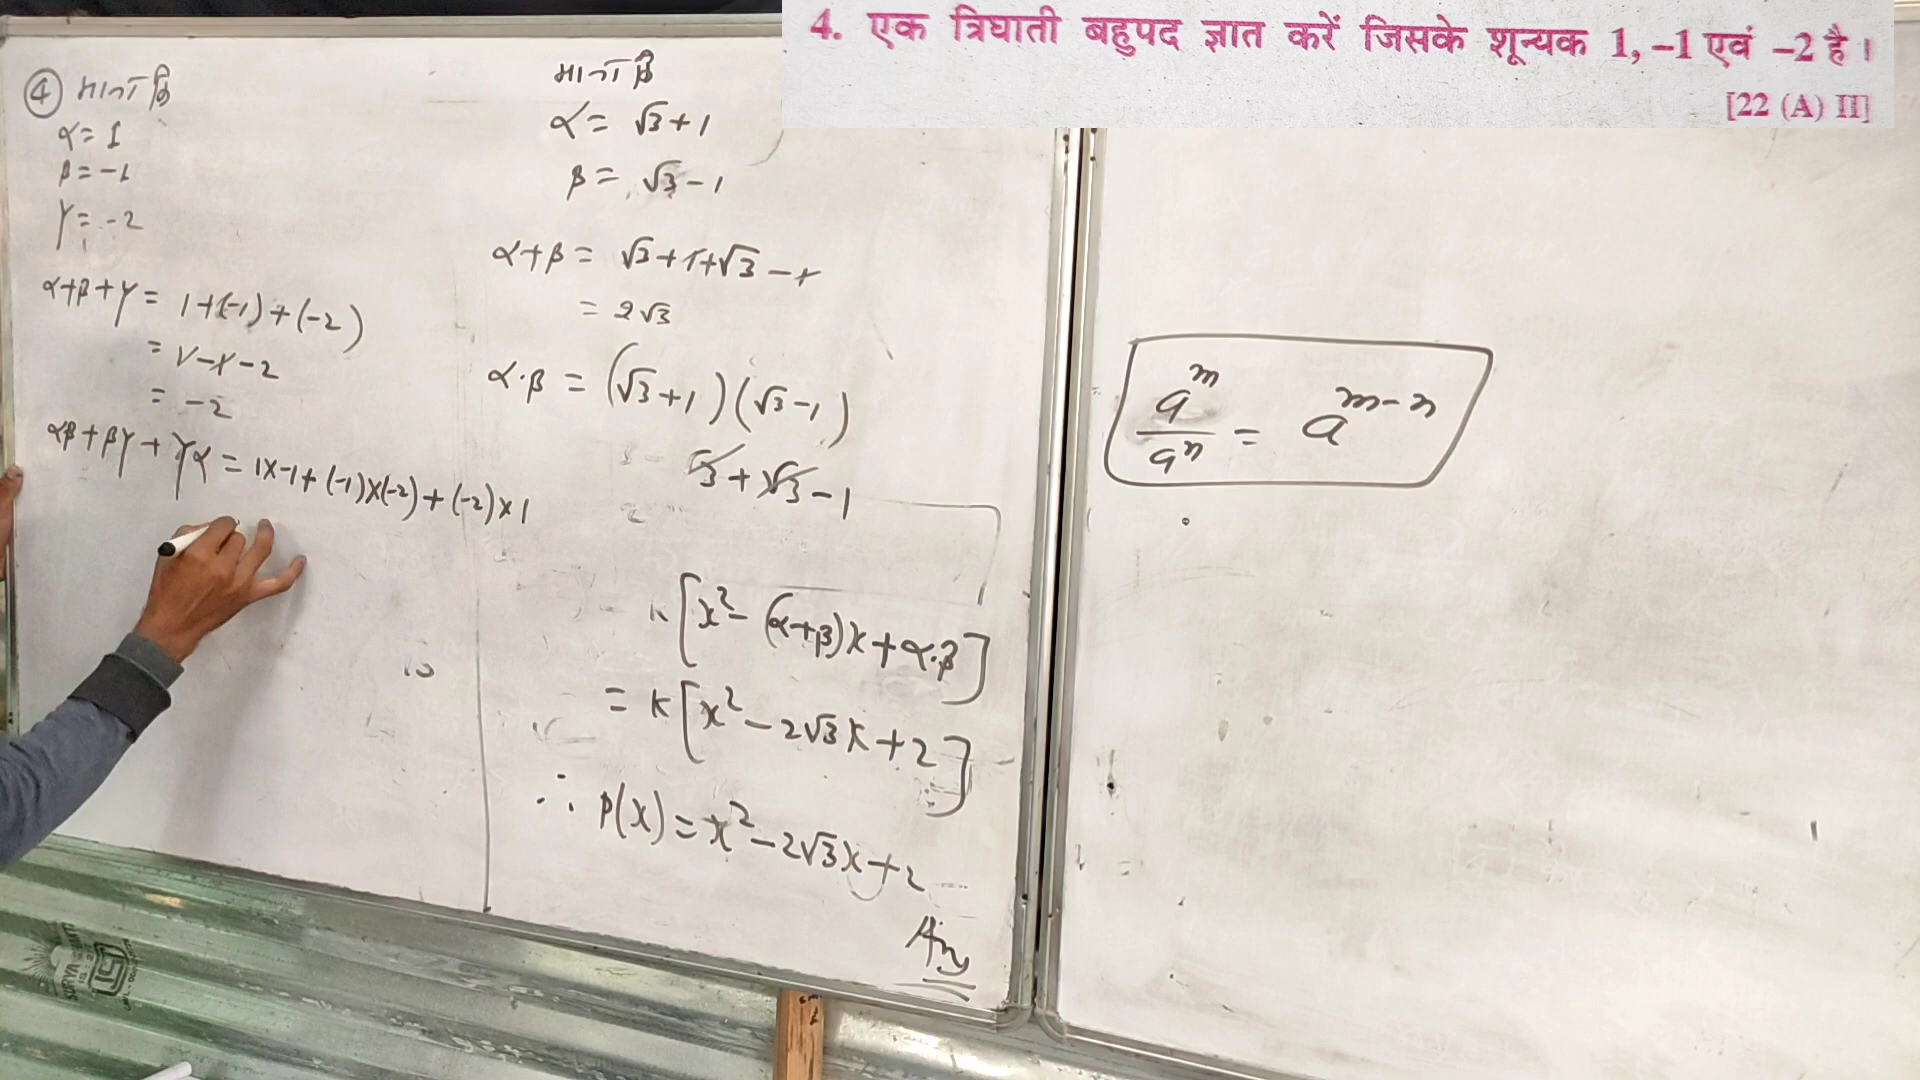 4. एक त्रिघाती बहुपद ज्ञात करें जिसके शून्यक 1, -1 एवं -2 है।
[22 (A) II]
④ माना कि
α = 1
β = -1
γ = -2
α+β+γ = 1+(-1)+(-2)
= 1-1-2
= -2
αβ+βγ+γα = 1×-1+(-1)×(-2)+(-2)×1
माना कि
α = √3+1
β = √3-1
α+β = √3+1+√3-1
= 2√3
α·β = (√3+1)(√3-1)
√3+√3-1
k[x²-(α+β)x+α·β]
= k[x²-2√3x+2]
∴ p(x) = x²-2√3x+2
Ans
a^m/a^n = a^(m-n)